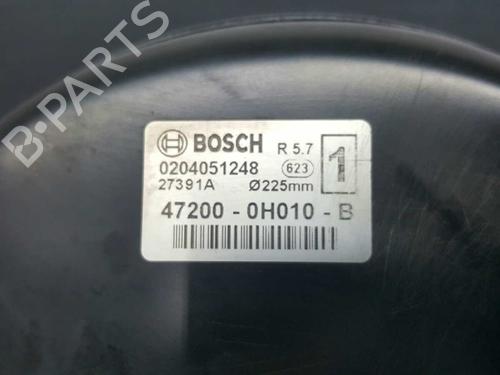 B-PARTS
BOSCH R 5.7 1
0204051248 623
27391A Ø225mm
47200 - 0H010 - B